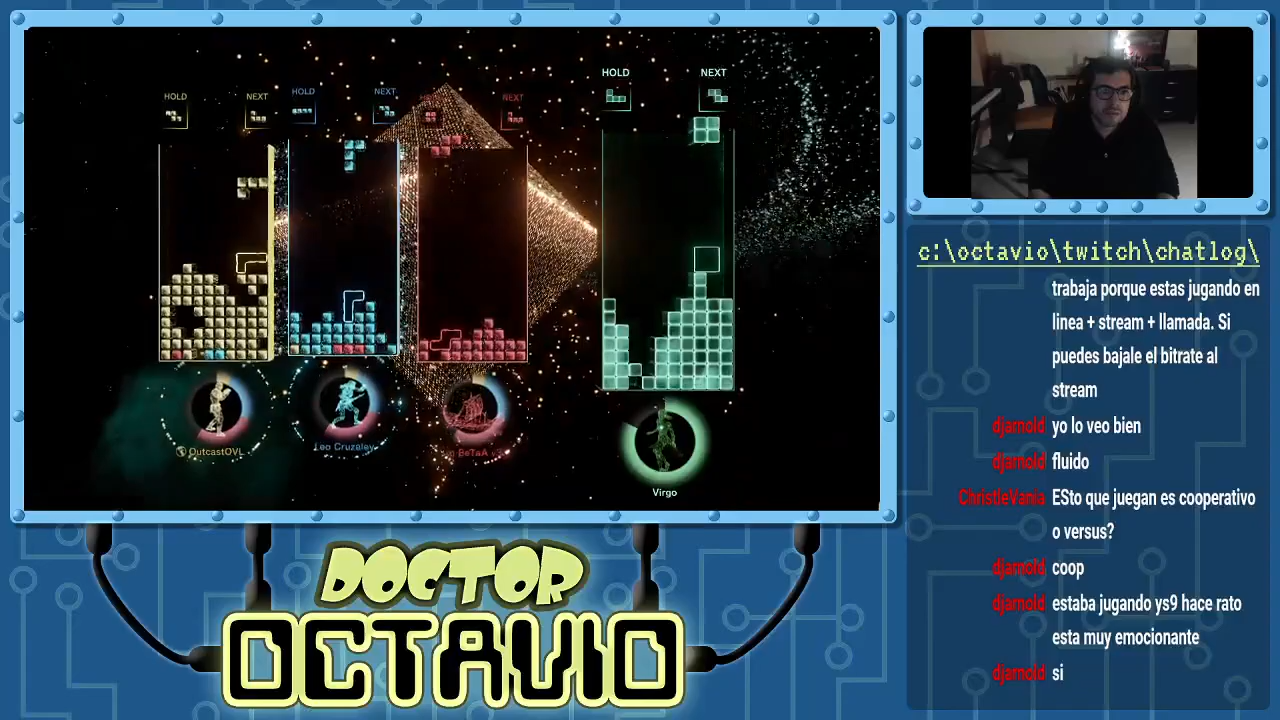 HOLD
NEXT
HOLD
NEXT
HOLD
NEXT
HOLD
NEXT
OutcastOVL
Leo Cruzalay
BeTaA
Virgo
DOCTOR
OCTAVIO
c:\octavio\twitch\chatlog\
trabaja porque estas jugando en
linea + stream + llamada. Si
puedes bajale el bitrate al
stream
djarnold yo lo veo bien
djarnold fluido
ChristleVania ESto que juegan es cooperativo
o versus?
djarnold coop
djarnold estaba jugando ys9 hace rato
esta muy emocionante
djarnold si